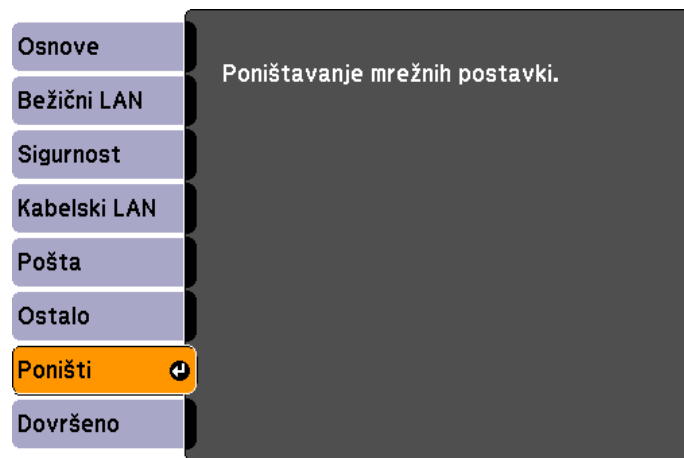 Osnove
Bežični LAN
Sigurnost
Kabelski LAN
Pošta
Ostalo
Poništi
Dovršeno
Poništavanje mrežnih postavki.